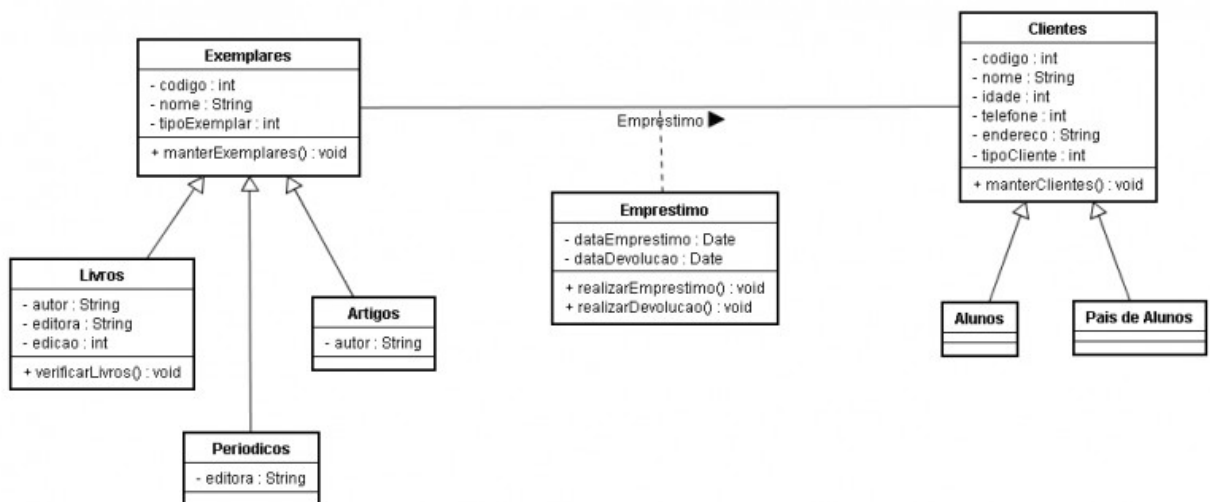 Exemplares
- codigo : int
- nome : String
- tipoExemplar : int
+ manterExemplares() : void
Clientes
- codigo : int
- nome : String
- idade : int
- telefone : int
- endereco : String
- tipoCliente : int
+ manterClientes() : void
Emprestimo ▶
Emprestimo
- dataEmprestimo : Date
- dataDevolucao : Date
+ realizarEmprestimo() : void
+ realizarDevolucao() : void
Livros
- autor : String
- editora : String
- edicao : int
+ verificarLivros() : void
Artigos
- autor : String
Periodicos
- editora : String
Alunos
Pais de Alunos